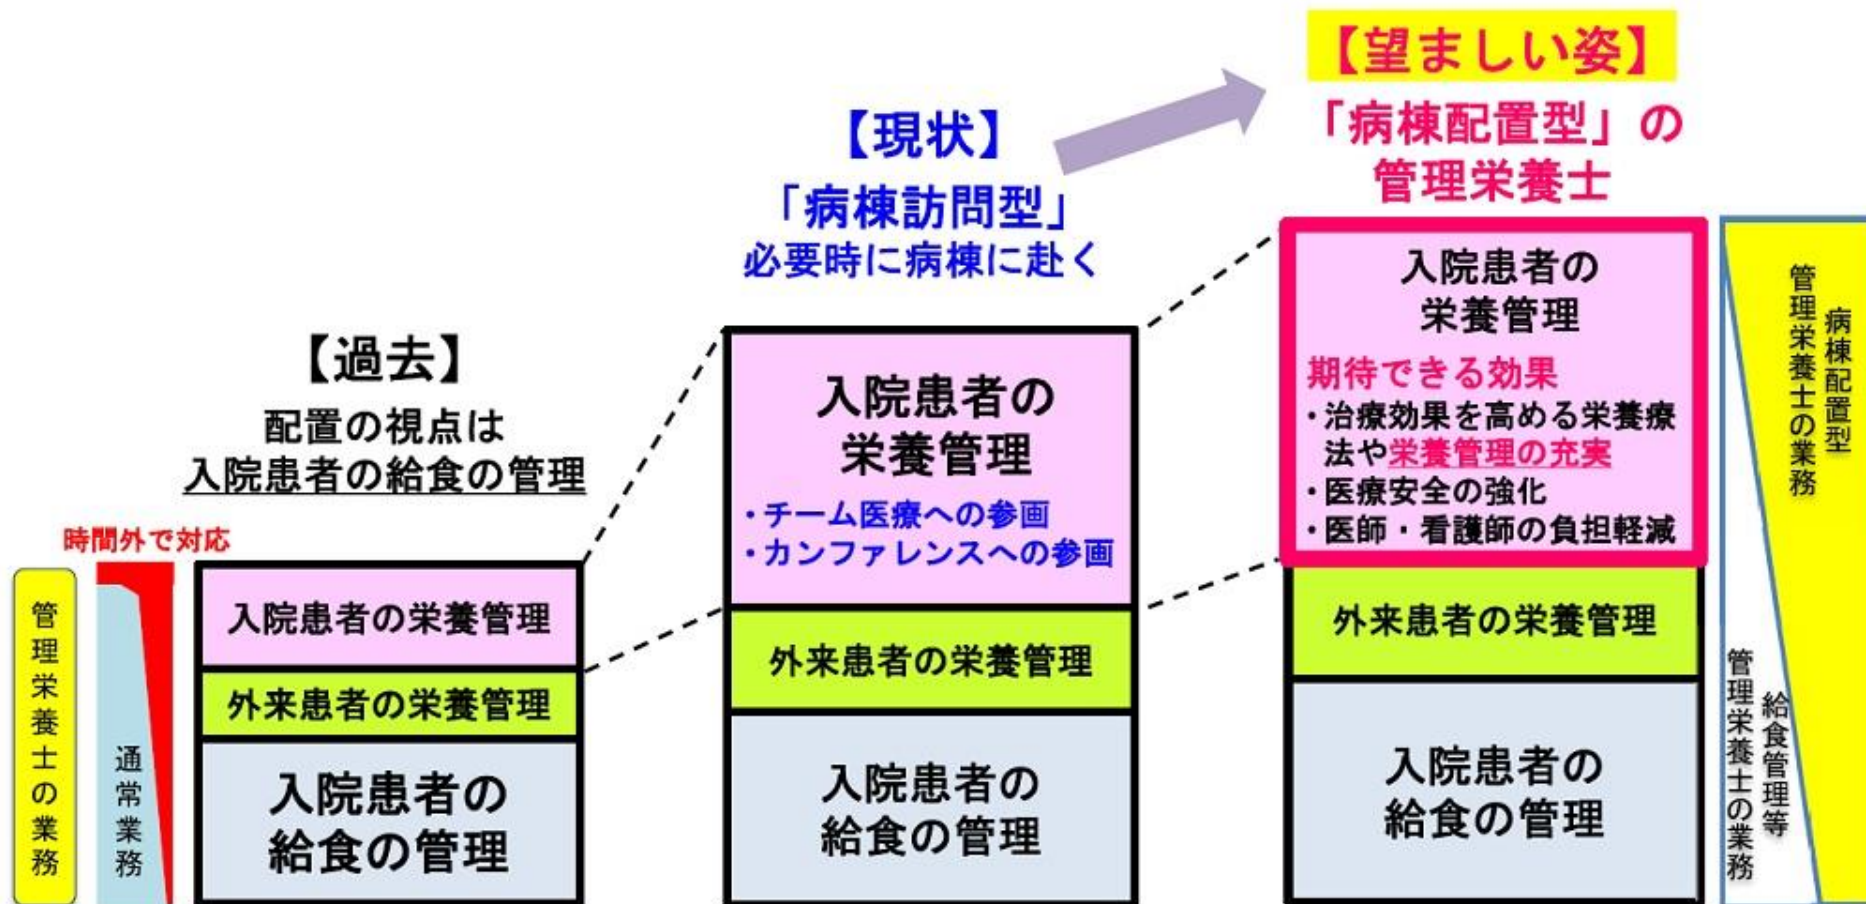 【過去】
配置の視点は
入院患者の給食の管理
時間外で対応
管理栄養士の業務
通常業務
入院患者の栄養管理
外来患者の栄養管理
入院患者の
給食の管理
【現状】
「病棟訪問型」
必要時に病棟に赴く
入院患者の
栄養管理
・チーム医療への参画
・カンファレンスへの参画
外来患者の栄養管理
入院患者の
給食の管理
【望ましい姿】
「病棟配置型」の
管理栄養士
入院患者の
栄養管理
期待できる効果
・治療効果を高める栄養療
法や栄養管理の充実
・医療安全の強化
・医師・看護師の負担軽減
外来患者の栄養管理
入院患者の
給食の管理
病棟配置型
管理栄養士の業務
給食管理等
管理栄養士の業務